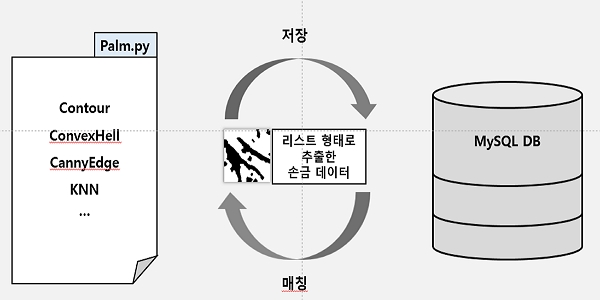 Palm.py
Contour
ConvexHell
CannyEdge
KNN
...
저장
리스트 형태로
추출한
손금 데이터
매칭
MySQL DB